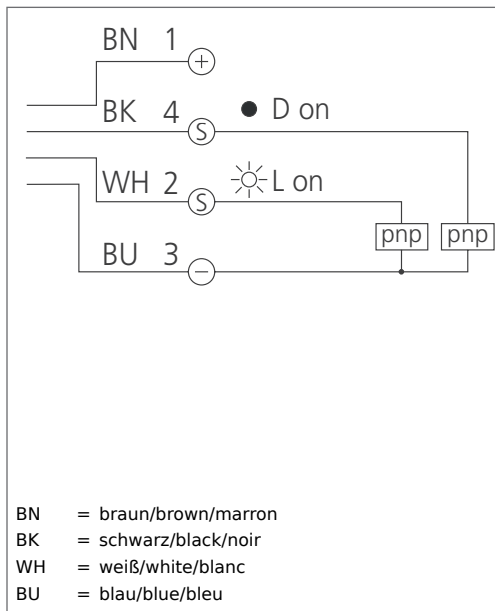 BN 1 +
BK 4 S ● D on
WH 2 S L on
pnp pnp
BU 3 −
BN = braun/brown/marron
BK = schwarz/black/noir
WH = weiß/white/blanc
BU = blau/blue/bleu